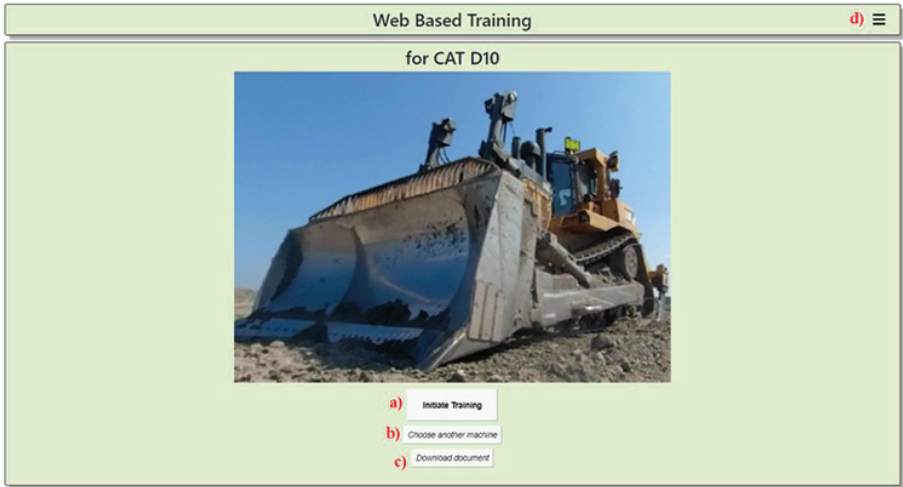 Web Based Training
d) ☰
for CAT D10
a) Initiate Training
b) Choose another machine
c) Download document